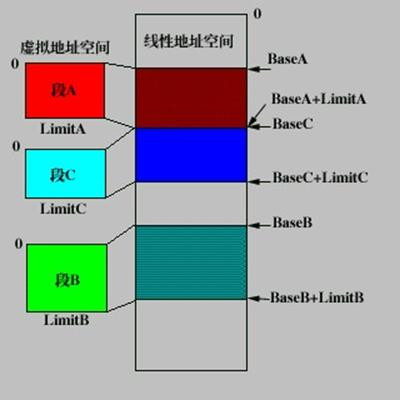 0
虚拟地址空间
线性地址空间
0
段A
LimitA
BaseA
BaseA+LimitA
BaseC
0
段C
LimitC
BaseC+LimitC
BaseB
0
段B
LimitB
BaseB+LimitB